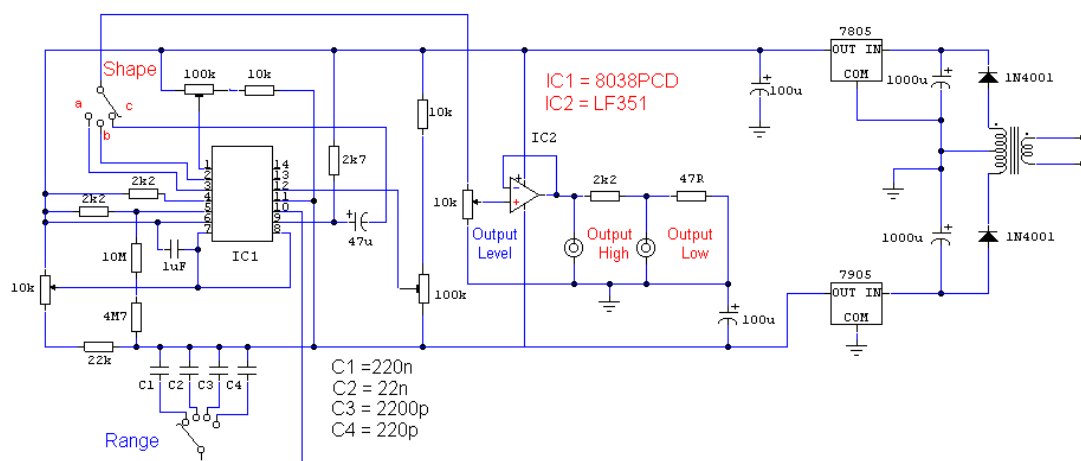 7805
OUT IN
COM
1000u
1N4001
Shape
100k
10k
IC1 = 8038PCD
IC2 = LF351
100u
a
c
b
10k
IC2
2k7
1 14
2 13
3 12
4 11
5 10
6 9
7 8
IC1
2k2
2k2
47u
10M
1uF
10k
4M7
22k
10k
2k2
47R
Output
Level
Output
High
Output
Low
100k
100u
1000u
1N4001
7905
OUT IN
COM
C1
C2
C3
C4
C1 =220n
C2 = 22n
C3 = 2200p
C4 = 220p
Range